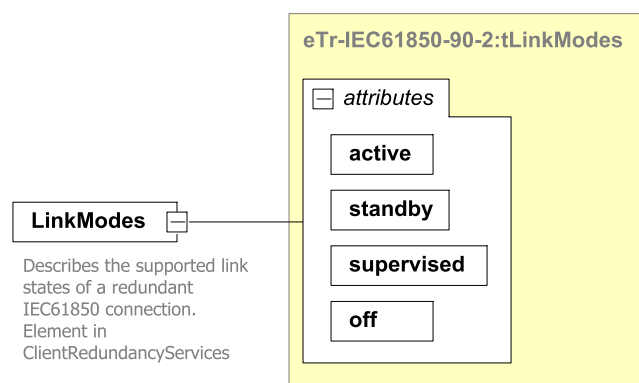 eTr-IEC61850-90-2:tLinkModes
attributes
active
standby
supervised
off
LinkModes
Describes the supported link
states of a redundant
IEC61850 connection.
Element in
ClientRedundancyServices